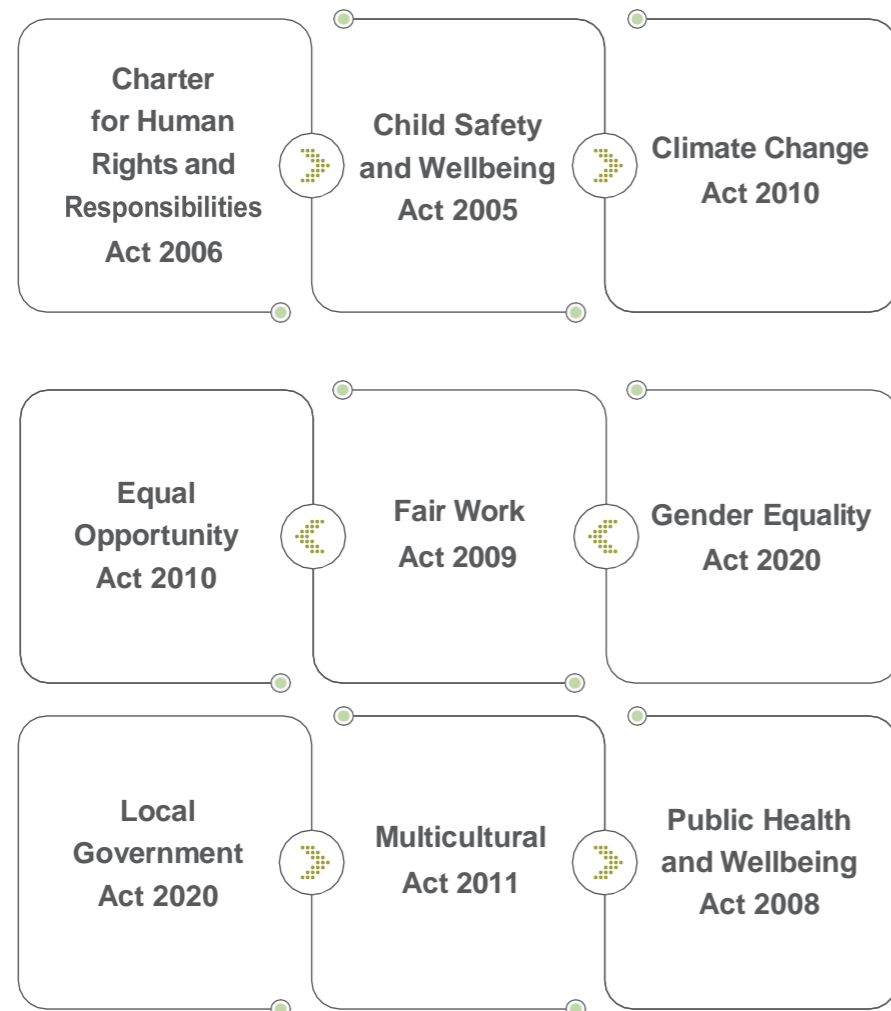 Charter
for Human
Rights and
Responsibilities
Act 2006
Child Safety
and Wellbeing
Act 2005
Climate Change
Act 2010
Equal
Opportunity
Act 2010
Fair Work
Act 2009
Gender Equality
Act 2020
Local
Government
Act 2020
Multicultural
Act 2011
Public Health
and Wellbeing
Act 2008